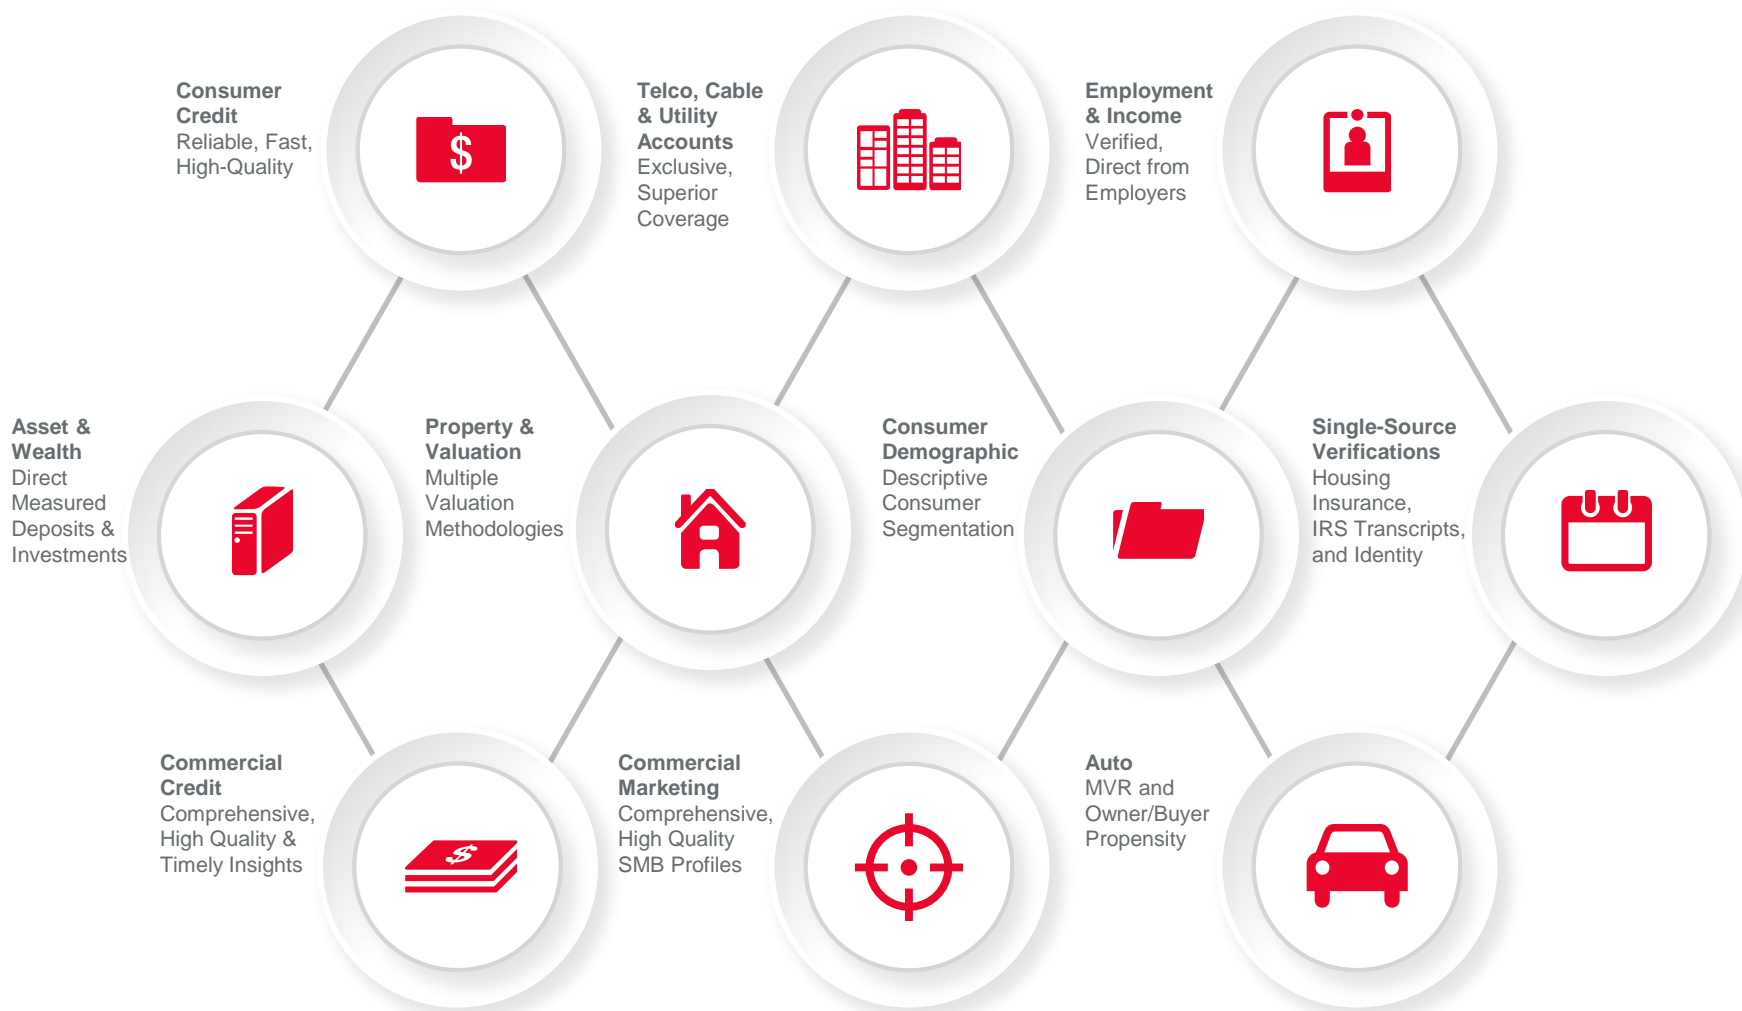 Consumer
Credit
Reliable, Fast,
High-Quality
$
Telco, Cable
& Utility
Accounts
Exclusive,
Superior
Coverage
Employment
& Income
Verified,
Direct from
Employers
Asset &
Wealth
Direct
Measured
Deposits &
Investments
Property &
Valuation
Multiple
Valuation
Methodologies
Consumer
Demographic
Descriptive
Consumer
Segmentation
Single-Source
Verifications
Housing
Insurance,
IRS Transcripts,
and Identity
Commercial
Credit
Comprehensive,
High Quality &
Timely Insights
$
Commercial
Marketing
Comprehensive,
High Quality
SMB Profiles
Auto
MVR and
Owner/Buyer
Propensity